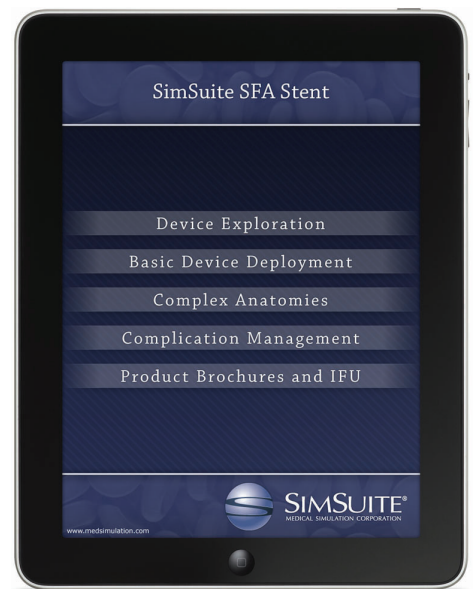 SimSuite SFA Stent
Device Exploration
Basic Device Deployment
Complex Anatomies
Complication Management
Product Brochures and IFU
SIMSUITE®
MEDICAL SIMULATION CORPORATION
www.medsimulation.com